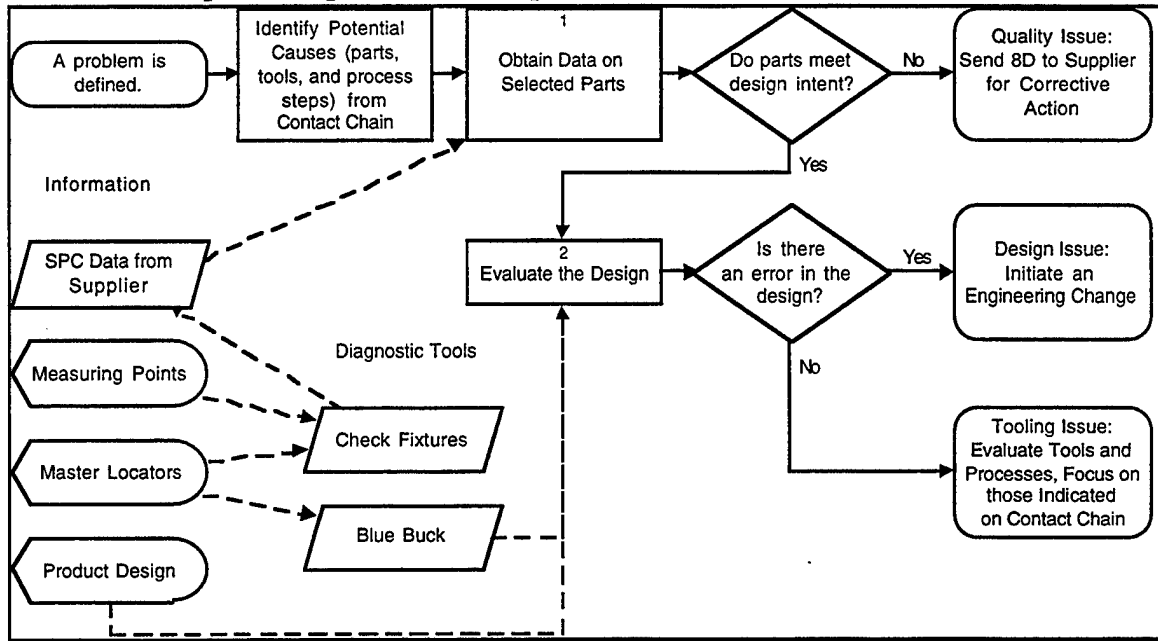 A problem is
defined.
Identify Potential
Causes (parts,
tools, and process
steps) from
Contact Chain
1
Obtain Data on
Selected Parts
Do parts meet
design intent?
No
Quality Issue:
Send 8D to Supplier
for Corrective
Action
Yes
Information
SPC Data from
Supplier
2
Evaluate the Design
Is there
an error in the
design?
Yes
Design Issue:
Initiate an
Engineering Change
No
Diagnostic Tools
Measuring Points
Check Fixtures
Master Locators
Blue Buck
Product Design
Tooling Issue:
Evaluate Tools and
Processes, Focus on
those Indicated
on Contact Chain